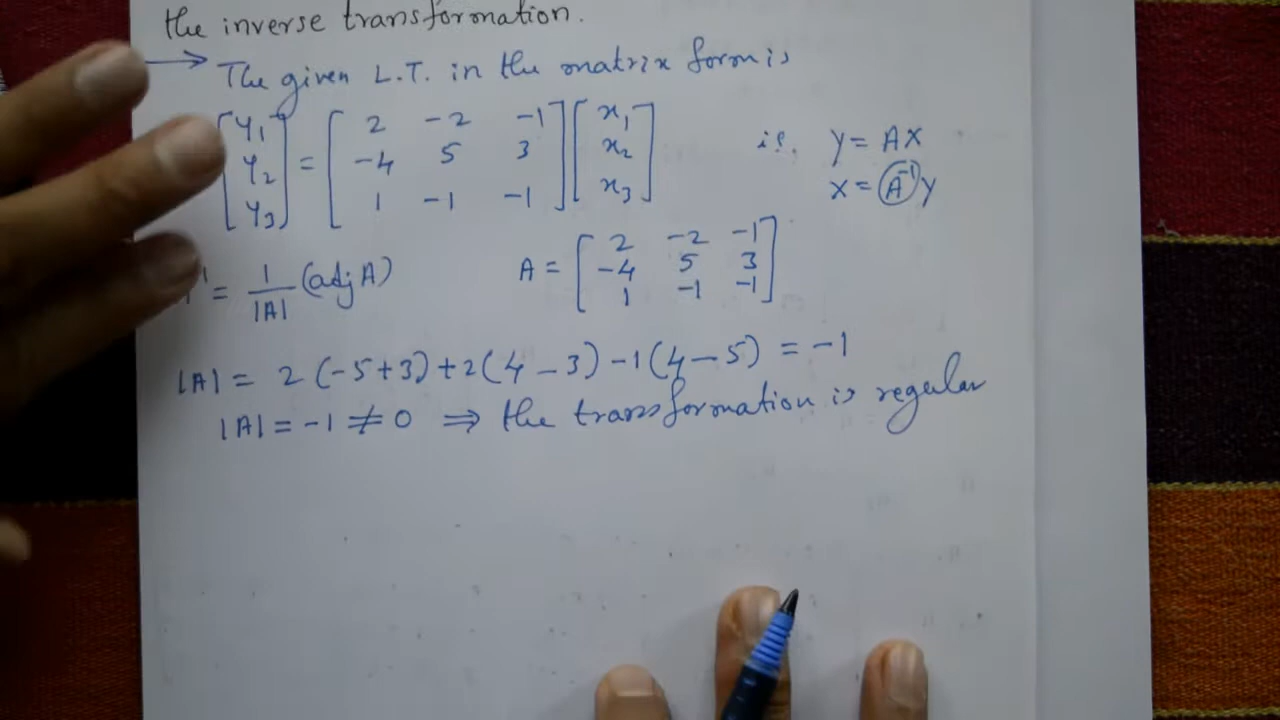 the inverse transformation.
→ The given L.T. in the matrix form is
[y₁ y₂ y₃] = [2 -2 -1; -4 5 3; 1 -1 -1] [x₁ x₂ x₃] i.e. Y = AX
X = A⁻¹Y
= 1/|A| (adj A) A = [2 -2 -1; -4 5 3; 1 -1 -1]
|A| = 2(-5+3)+2(4-3)-1(4-5) = -1
|A| = -1 ≠ 0 ⇒ the transformation is regular